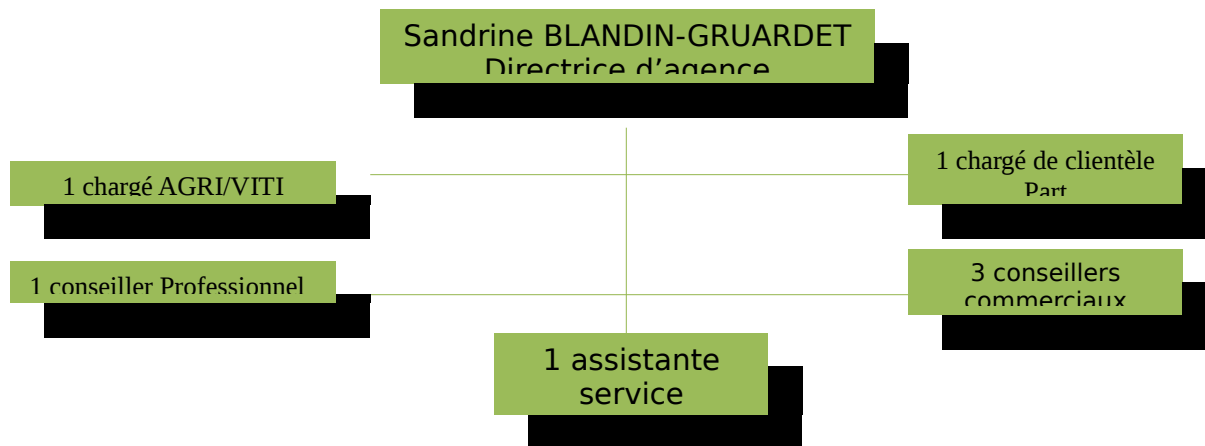 Sandrine BLANDIN-GRUARDET
Directrice d’agence
1 chargé AGRI/VITI
1 chargé de clientèle
Part
1 conseiller Professionnel
3 conseillers
commerciaux
1 assistante
service